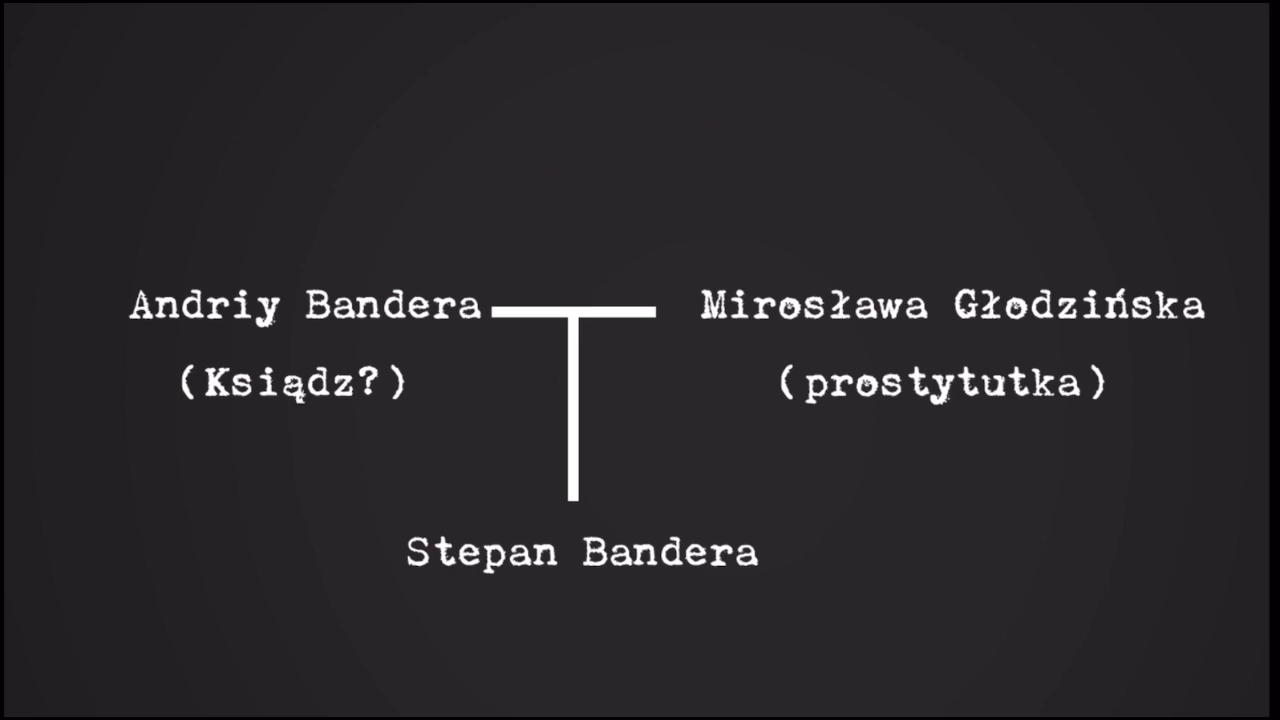 Andriy Bandera Mirosława Głodzińska
(Ksiądz?) (prostytutka)
Stepan Bandera